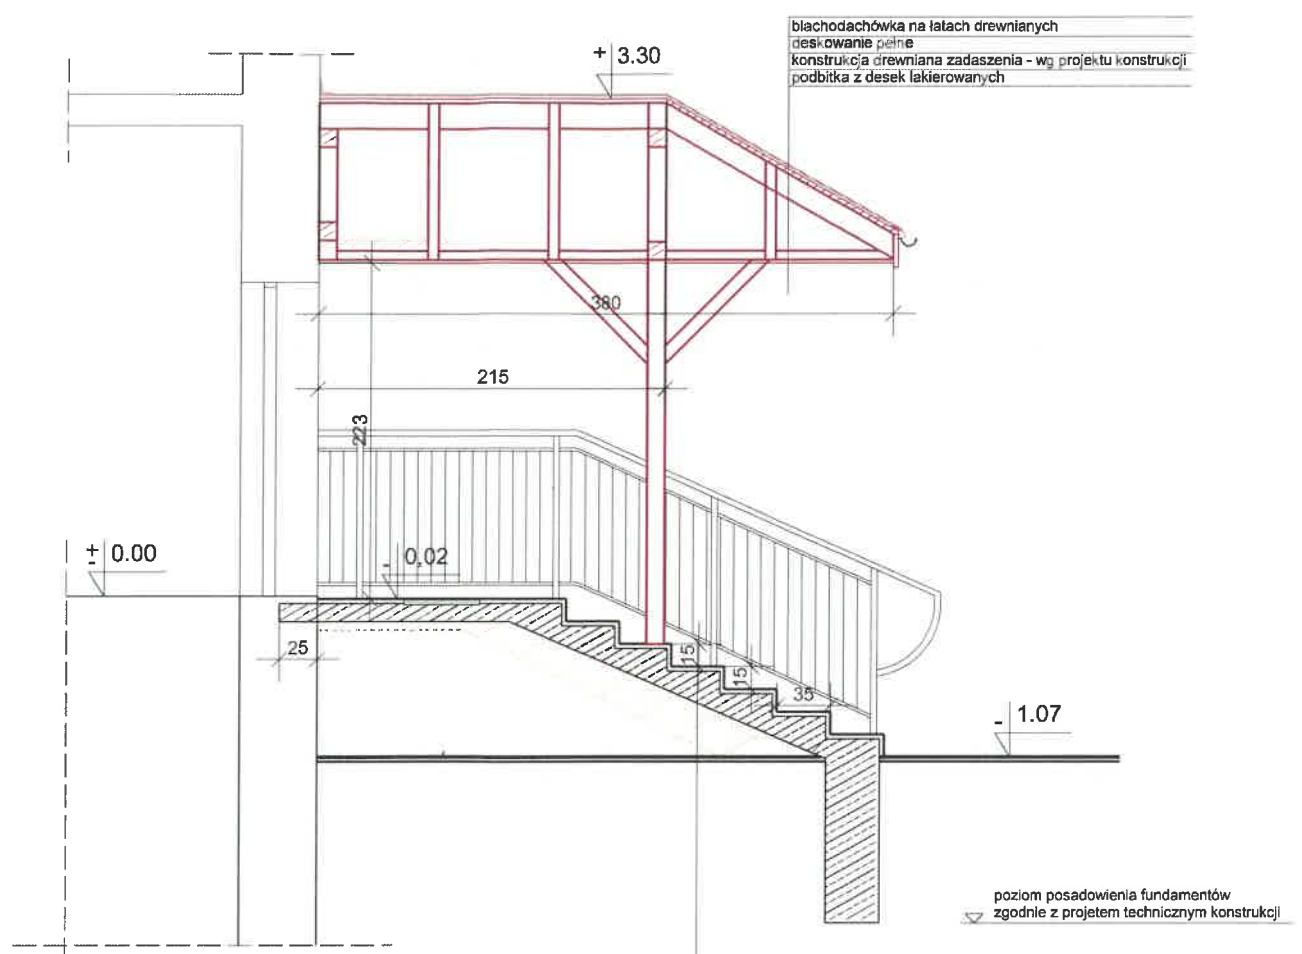 blachodachówka na łatach drewnianych
deskowanie pełne
konstrukcja drewniana zadaszenia - wg projektu konstrukcji
podbitka z desek lakierowanych
+ 3.30
380
215
223
± 0.00
- 0,02
25
15
15
35
- 1.07
poziom posadowienia fundamentów
zgodnie z projetem technicznym konstrukcji